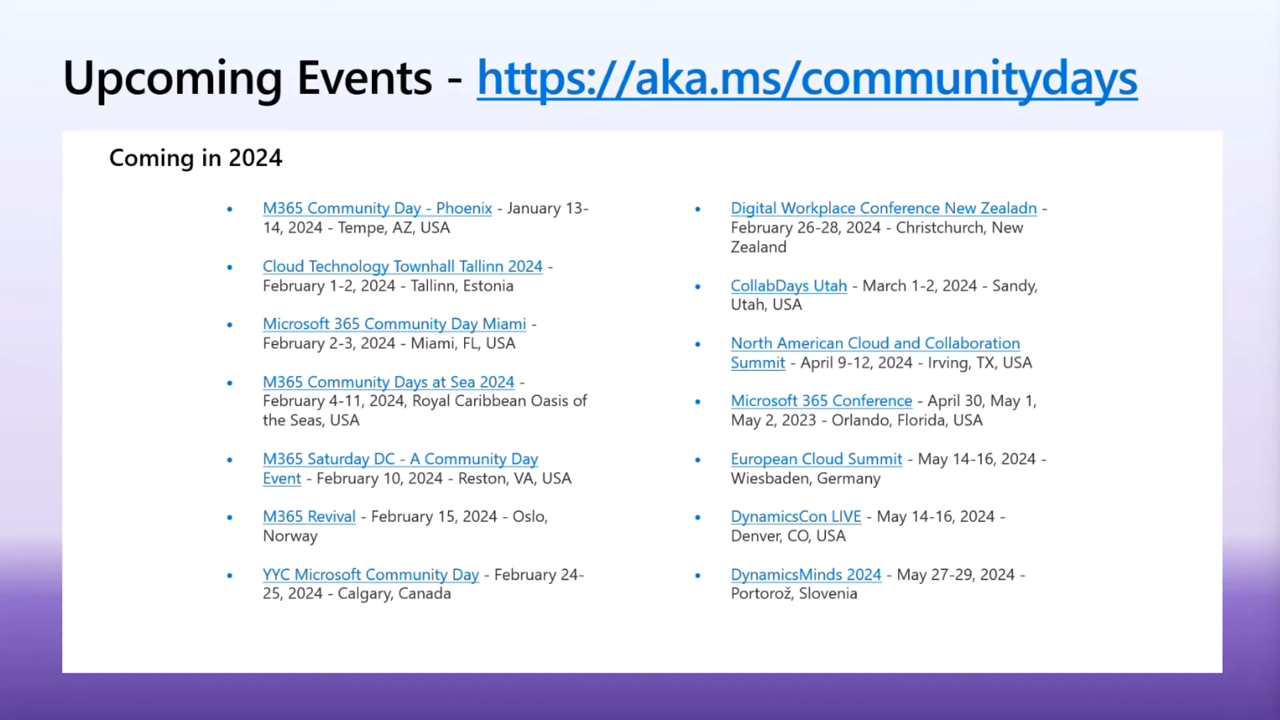 Upcoming Events - https://aka.ms/communitydays
Coming in 2024
• M365 Community Day - Phoenix - January 13-
14, 2024 - Tempe, AZ, USA
• Cloud Technology Townhall Tallinn 2024 -
February 1-2, 2024 - Tallinn, Estonia
• Microsoft 365 Community Day Miami -
February 2-3, 2024 - Miami, FL, USA
• M365 Community Days at Sea 2024 -
February 4-11, 2024, Royal Caribbean Oasis of
the Seas, USA
• M365 Saturday DC - A Community Day
Event - February 10, 2024 - Reston, VA, USA
• M365 Revival - February 15, 2024 - Oslo,
Norway
• YYC Microsoft Community Day - February 24-
25, 2024 - Calgary, Canada
• Digital Workplace Conference New Zealadn -
February 26-28, 2024 - Christchurch, New
Zealand
• CollabDays Utah - March 1-2, 2024 - Sandy,
Utah, USA
• North American Cloud and Collaboration
Summit - April 9-12, 2024 - Irving, TX, USA
• Microsoft 365 Conference - April 30, May 1,
May 2, 2023 - Orlando, Florida, USA
• European Cloud Summit - May 14-16, 2024 -
Wiesbaden, Germany
• DynamicsCon LIVE - May 14-16, 2024 -
Denver, CO, USA
• DynamicsMinds 2024 - May 27-29, 2024 -
Portorož, Slovenia